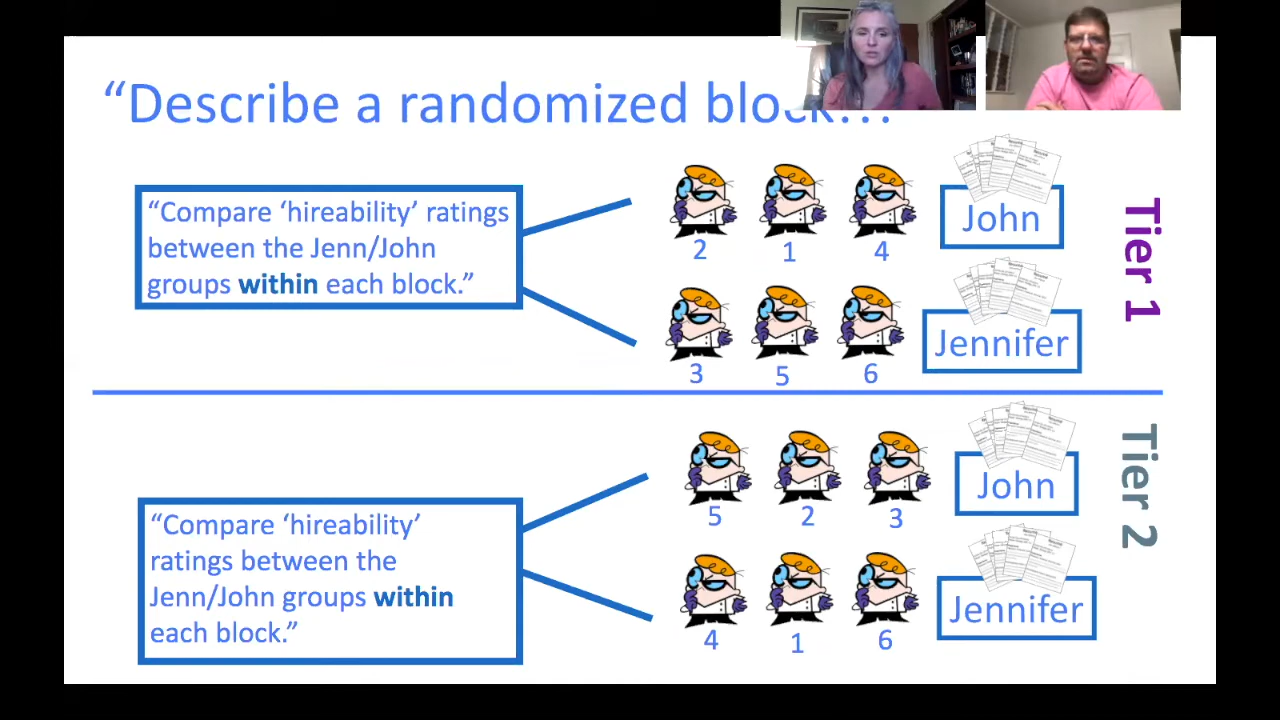 “Describe a randomized block…”
“Compare ‘hireability’ ratings
between the Jenn/John
groups within each block.”
2 1 4
John
3 5 6
Jennifer
Tier 1
“Compare ‘hireability’
ratings between the
Jenn/John groups within
each block.”
5 2 3
John
4 1 6
Jennifer
Tier 2